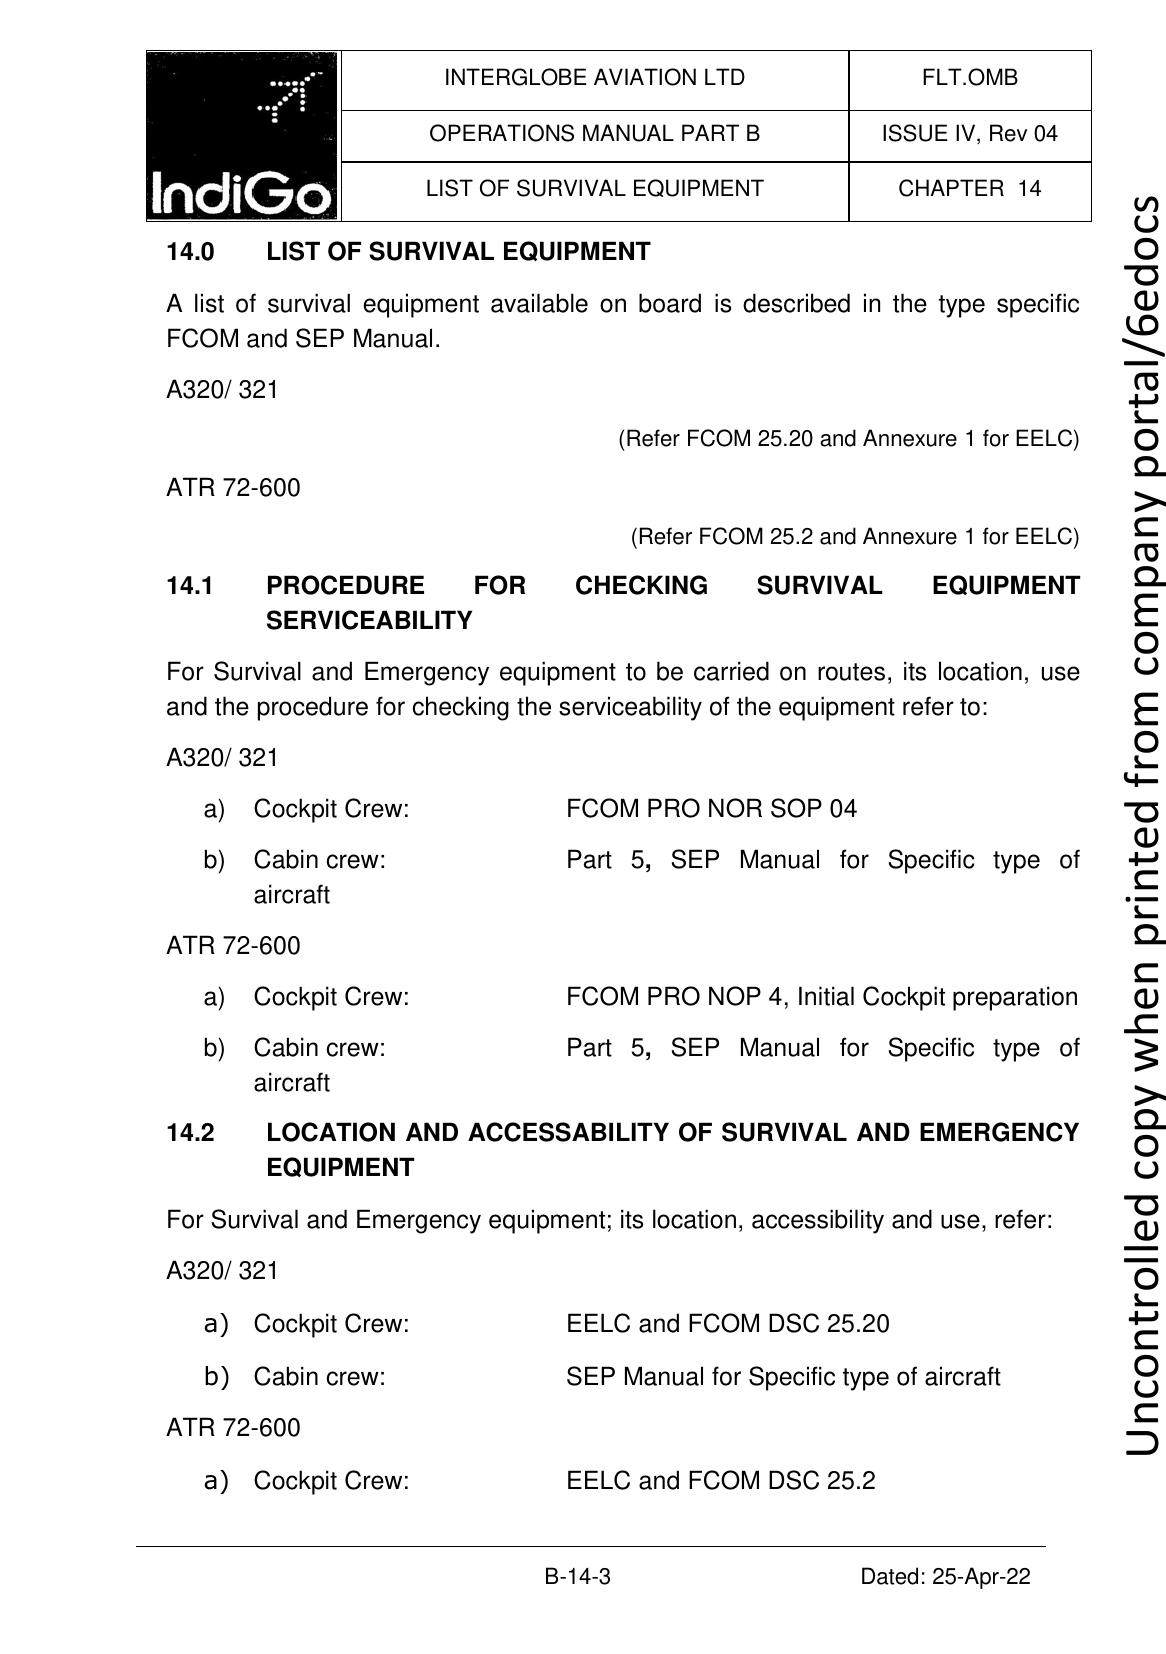 IndiGo
INTERGLOBE AVIATION LTD
FLT.OMB
OPERATIONS MANUAL PART B
ISSUE IV, Rev 04
LIST OF SURVIVAL EQUIPMENT
CHAPTER 14
14.0 LIST OF SURVIVAL EQUIPMENT
A list of survival equipment available on board is described in the type specific
FCOM and SEP Manual.
A320/ 321
(Refer FCOM 25.20 and Annexure 1 for EELC)
ATR 72-600
(Refer FCOM 25.2 and Annexure 1 for EELC)
14.1 PROCEDURE FOR CHECKING SURVIVAL EQUIPMENT
SERVICEABILITY
For Survival and Emergency equipment to be carried on routes, its location, use
and the procedure for checking the serviceability of the equipment refer to:
A320/ 321
a) Cockpit Crew: FCOM PRO NOR SOP 04
b) Cabin crew: Part 5, SEP Manual for Specific type of
aircraft
ATR 72-600
a) Cockpit Crew: FCOM PRO NOP 4, Initial Cockpit preparation
b) Cabin crew: Part 5, SEP Manual for Specific type of
aircraft
14.2 LOCATION AND ACCESSABILITY OF SURVIVAL AND EMERGENCY
EQUIPMENT
For Survival and Emergency equipment; its location, accessibility and use, refer:
A320/ 321
a) Cockpit Crew: EELC and FCOM DSC 25.20
b) Cabin crew: SEP Manual for Specific type of aircraft
ATR 72-600
a) Cockpit Crew: EELC and FCOM DSC 25.2
B-14-3 Dated: 25-Apr-22
Uncontrolled copy when printed from company portal/6edocs